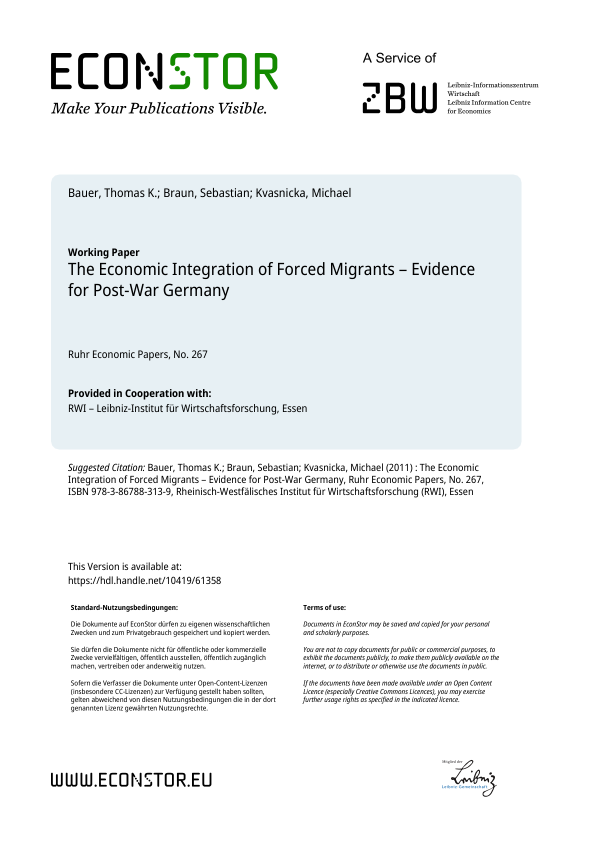 ECONSTOR
Make Your Publications Visible.
A Service of
ZBW
Leibniz-Informationszentrum
Wirtschaft
Leibniz Information Centre
for Economics
Bauer, Thomas K.; Braun, Sebastian; Kvasnicka, Michael
Working Paper
The Economic Integration of Forced Migrants – Evidence
for Post-War Germany
Ruhr Economic Papers, No. 267
Provided in Cooperation with:
RWI – Leibniz-Institut für Wirtschaftsforschung, Essen
Suggested Citation: Bauer, Thomas K.; Braun, Sebastian; Kvasnicka, Michael (2011) : The Economic
Integration of Forced Migrants – Evidence for Post-War Germany, Ruhr Economic Papers, No. 267,
ISBN 978-3-86788-313-9, Rheinisch-Westfälisches Institut für Wirtschaftsforschung (RWI), Essen
This Version is available at:
https://hdl.handle.net/10419/61358
Standard-Nutzungsbedingungen:
Die Dokumente auf EconStor dürfen zu eigenen wissenschaftlichen
Zwecken und zum Privatgebrauch gespeichert und kopiert werden.
Sie dürfen die Dokumente nicht für öffentliche oder kommerzielle
Zwecke vervielfältigen, öffentlich ausstellen, öffentlich zugänglich
machen, vertreiben oder anderweitig nutzen.
Sofern die Verfasser die Dokumente unter Open-Content-Lizenzen
(insbesondere CC-Lizenzen) zur Verfügung gestellt haben sollten,
gelten abweichend von diesen Nutzungsbedingungen die in der dort
genannten Lizenz gewährten Nutzungsrechte.
Terms of use:
Documents in EconStor may be saved and copied for your personal
and scholarly purposes.
You are not to copy documents for public or commercial purposes, to
exhibit the documents publicly, to make them publicly available on the
internet, or to distribute or otherwise use the documents in public.
If the documents have been made available under an Open Content
Licence (especially Creative Commons Licences), you may exercise
further usage rights as specified in the indicated licence.
WWW.ECONSTOR.EU
Mitglied der
Leibniz
Leibniz-Gemeinschaft